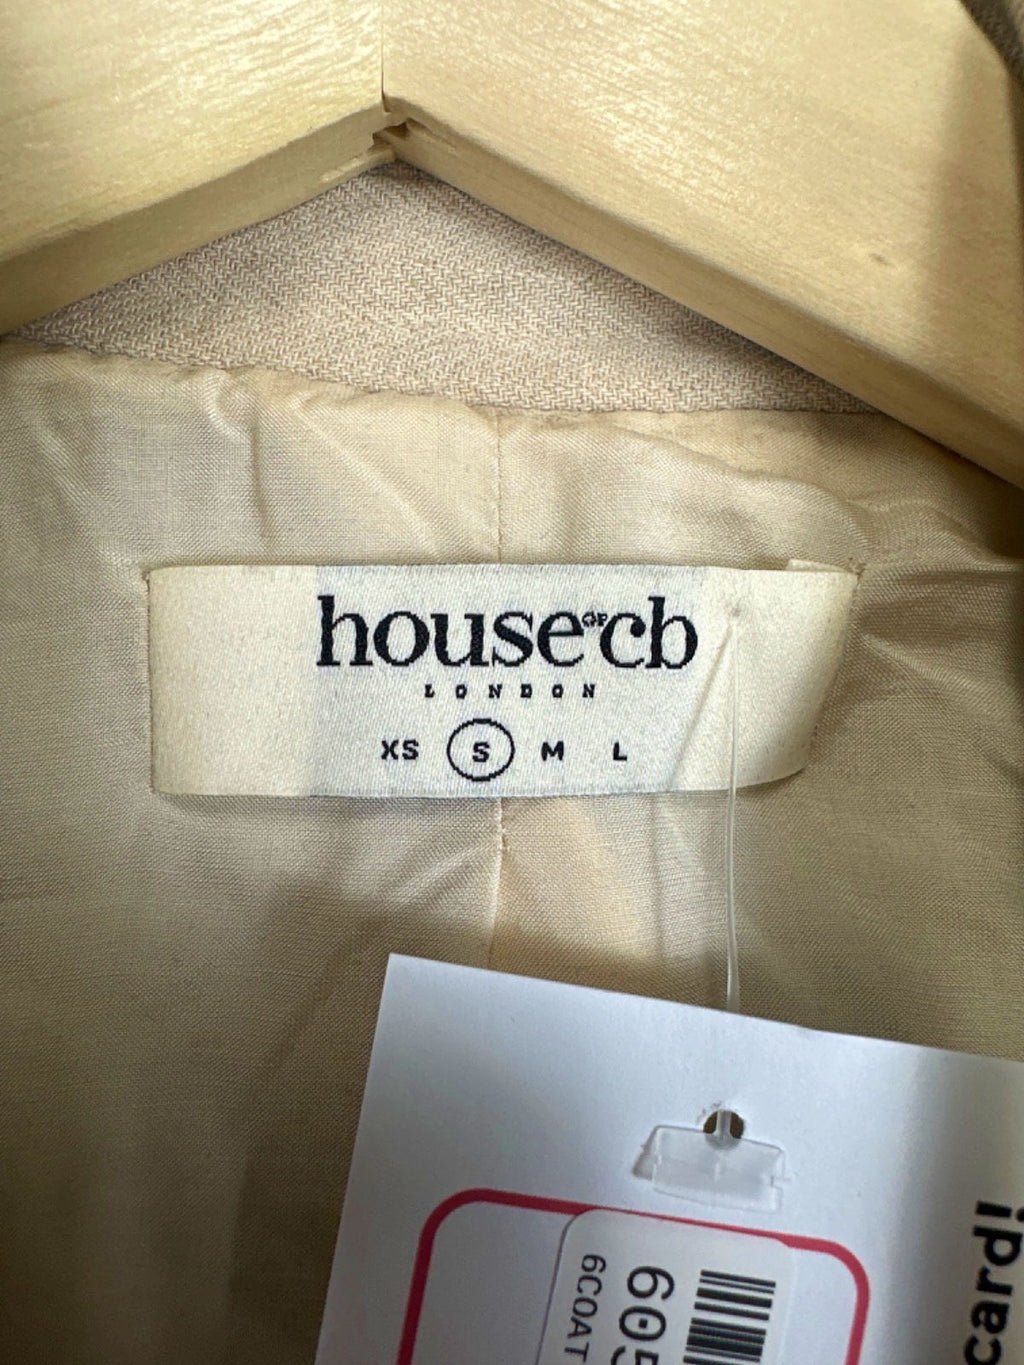 house OF cb
LONDON
XS S M L
card!
605
6COAT